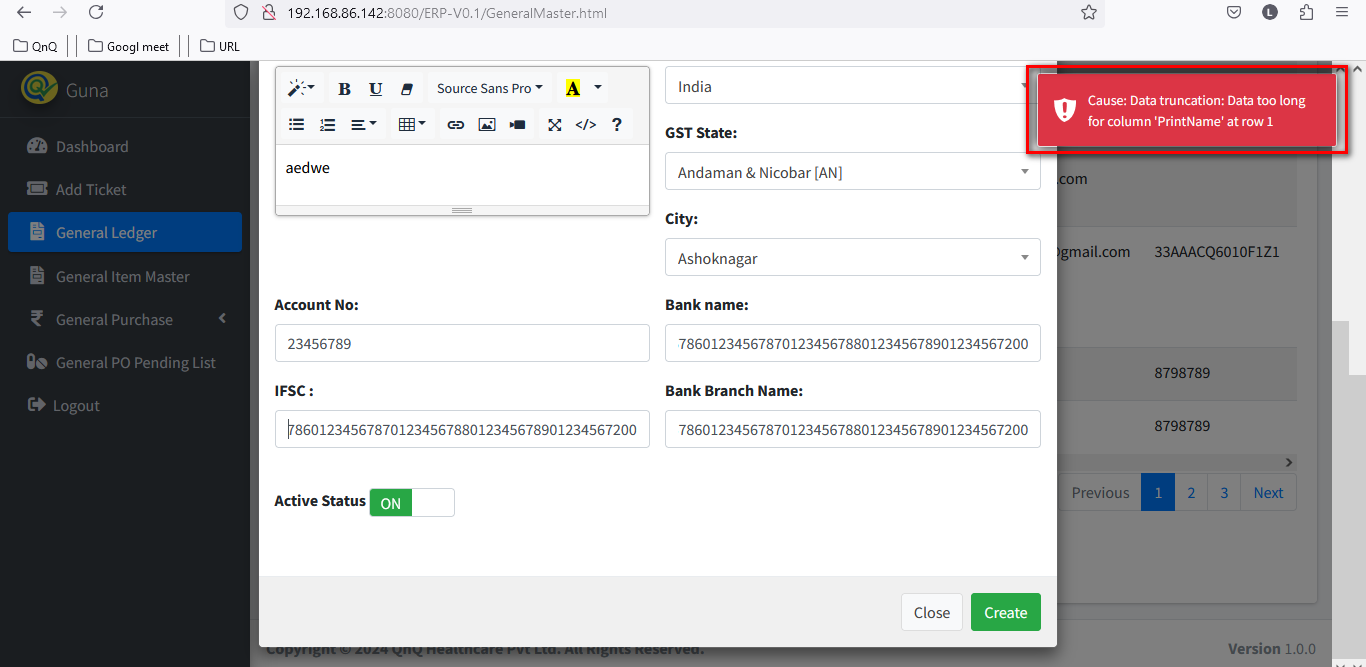 192.168.86.142:8080/ERP-V0.1/GeneralMaster.html
L
QnQ
Googl meet
URL
Guna
Dashboard
Add Ticket
General Ledger
General Item Master
General Purchase
General PO Pending List
Logout
B U Source Sans Pro A
</> ?
aedwe
India
GST State:
Andaman & Nicobar [AN]
City:
Ashoknagar
Account No:
23456789
Bank name:
78601234567870123456788012345678901234567200
IFSC :
78601234567870123456788012345678901234567200
Bank Branch Name:
78601234567870123456788012345678901234567200
Active Status ON
Close
Create
Cause: Data truncation: Data too long
for column 'PrintName' at row 1
.com
@gmail.com 33AAACQ6010F1Z1
8798789
8798789
Previous 1 2 3 Next
Copyright © 2024 QnQ Healthcare Pvt Ltd. All Rights Reserved.
Version 1.0.0